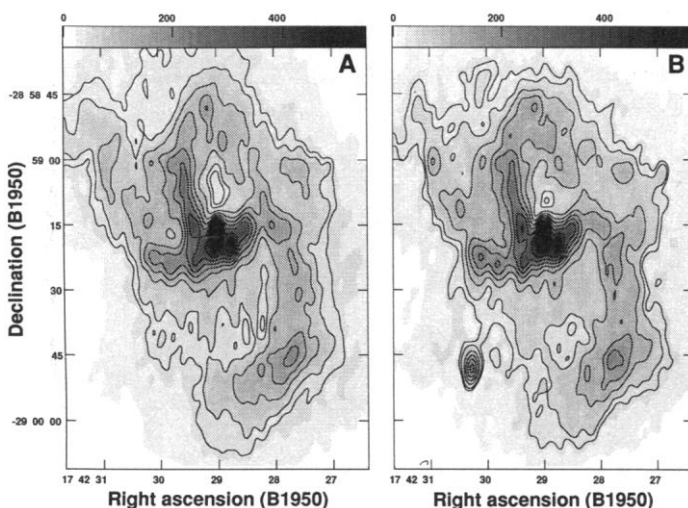 0 200 400
0 200 400
A
B
-28 58 45
59 00
15
30
45
-29 00 00
Declination (B1950)
17 42 31 30 29 28 27
17 42 31 30 29 28 27
Right ascension (B1950)
Right ascension (B1950)